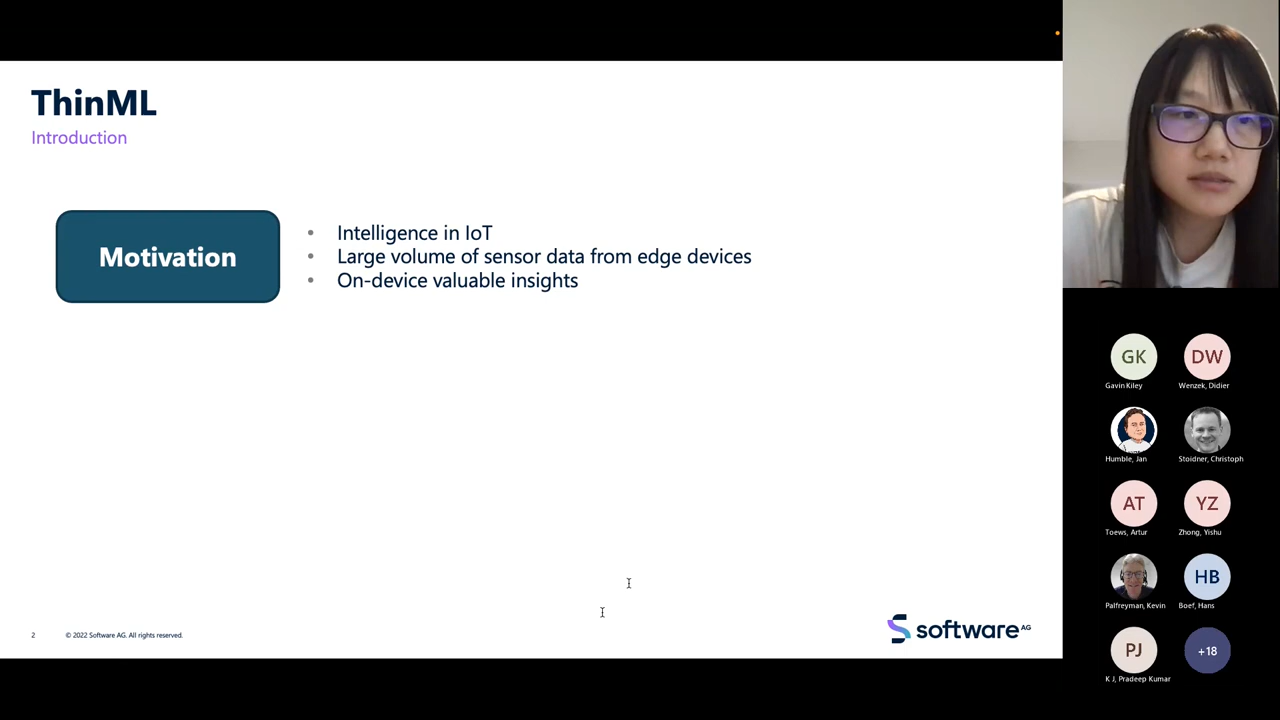 ThinML
Introduction
Motivation
• Intelligence in IoT
• Large volume of sensor data from edge devices
• On-device valuable insights
2 © 2022 Software AG. All rights reserved.
software AG
GK DW
Gavin Kiley Wenzek, Didier
Humble, Jan Stoidner, Christoph
AT YZ
Toews, Artur Zhong, Yishu
HB
Palfreyman, Kevin Boef, Hans
PJ +18
K J, Pradeep Kumar